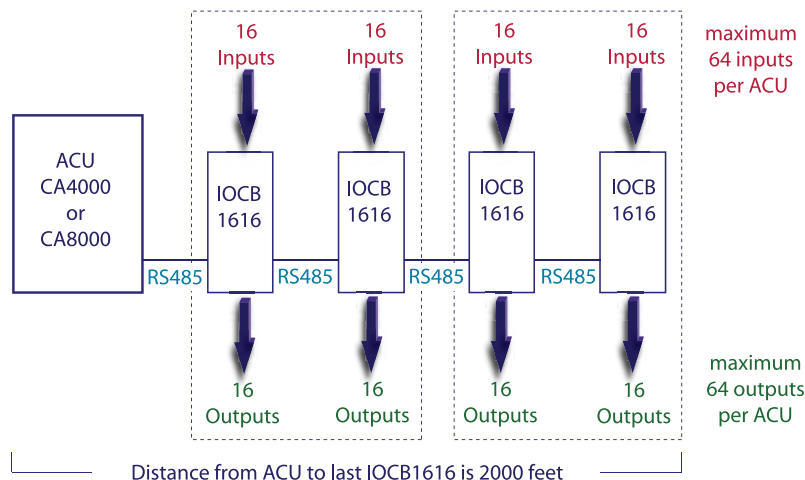 16
Inputs
16
Inputs
16
Inputs
16
Inputs
maximum
64 inputs
per ACU
ACU
CA4000
or
CA8000
IOCB
1616
IOCB
1616
IOCB
1616
IOCB
1616
RS485
RS485
RS485
RS485
16
Outputs
16
Outputs
16
Outputs
16
Outputs
maximum
64 outputs
per ACU
Distance from ACU to last IOCB1616 is 2000 feet